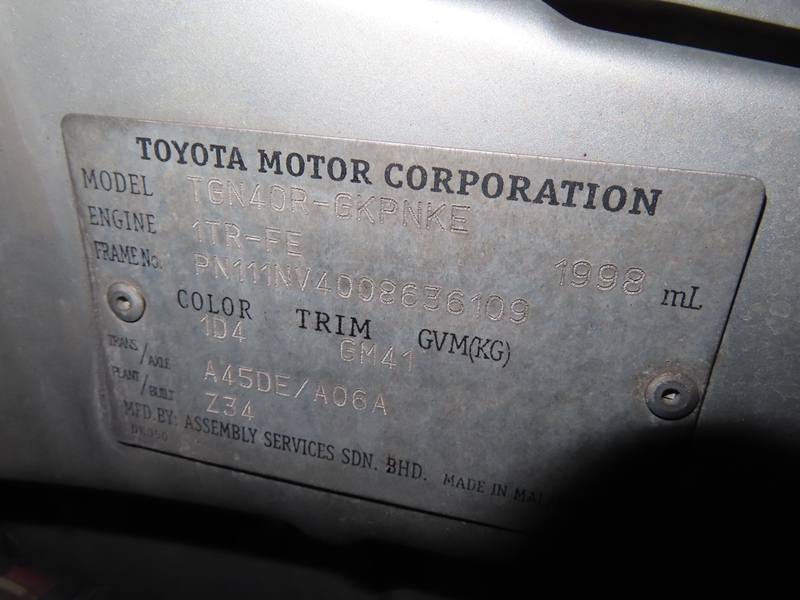 TOYOTA MOTOR CORPORATION
MODEL TGN40R-GKPNKE
ENGINE 1TR-FE 1998 mL
FRAME No. PN111NV4008636109
COLOR TRIM GVM(KG)
1D4 GM41
TRANS/AXLE A45DE/A06A
PLANT/BUILT Z34
MFD.BY: ASSEMBLY SERVICES SDN. BHD. MADE IN